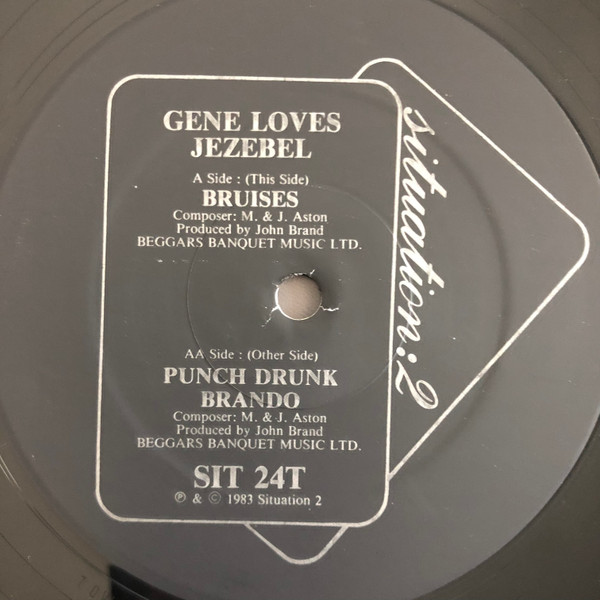 GENE LOVES
JEZEBEL
A Side : (This Side)
BRUISES
Composer: M. & J. Aston
Produced by John Brand
BEGGARS BANQUET MUSIC LTD.
AA Side : (Other Side)
PUNCH DRUNK
BRANDO
Composer: M. & J. Aston
Produced by John Brand
BEGGARS BANQUET MUSIC LTD.
SIT 24T
℗ & © 1983 Situation 2
situation:2